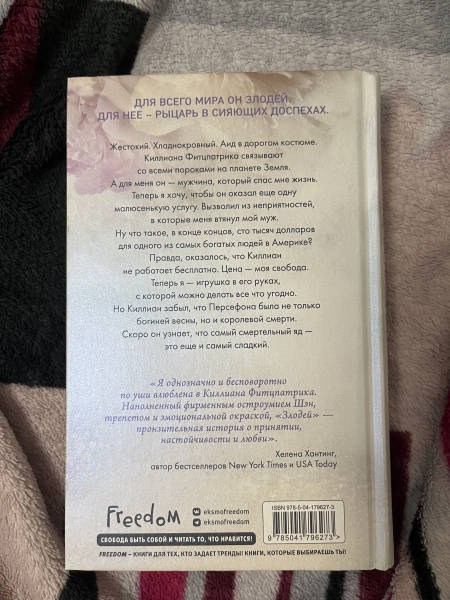 ДЛЯ ВСЕГО МИРА ОН ЗЛОДЕЙ.
ДЛЯ НЕЕ – РЫЦАРЬ В СИЯЮЩИХ ДОСПЕХАХ.
Жестокий. Хладнокровный. Аид в дорогом костюме.
Киллиана Фитцпатрика связывают
со всеми пороками на планете Земля.
А для меня он — мужчина, который спас мне жизнь.
Теперь я хочу, чтобы он оказал еще одну
малюсенькую услугу. Вызволил из неприятностей,
в которые меня втянул мой муж.
Ну что такое, в конце концов, сто тысяч долларов
для одного из самых богатых людей в Америке?
Правда, оказалось, что Киллиан
не работает бесплатно. Цена — моя свобода.
Теперь я — игрушка в его руках,
с которой можно делать все что угодно.
Но Киллиан забыл, что Персефона была не только
богиней весны, но и королевой смерти.
Скоро он узнает, что самый смертельный яд —
это еще и самый сладкий.
«Я однозначно и бесповоротно
по уши влюблена в Киллиана Фитцпатрика.
Наполненный фирменным остроумием Шэн,
трепетом и эмоциональной окраской, «Злодей» —
пронзительная история о принятии,
настойчивости и любви».
Хелена Хантинг,
автор бестселлеров New York Times и USA Today
Freedom
eksmofreedom
eksmofreedom
СВОБОДА БЫТЬ СОБОЙ И ЧИТАТЬ ТО, ЧТО НРАВИТСЯ!
FREEDOM – КНИГИ ДЛЯ ТЕХ, КТО ЗАДАЕТ ТРЕНДЫ! КНИГИ, КОТОРЫЕ ВЫБИРАЕШЬ ТЫ!
ISBN 978-5-04-179627-3
9 785041 796273 >